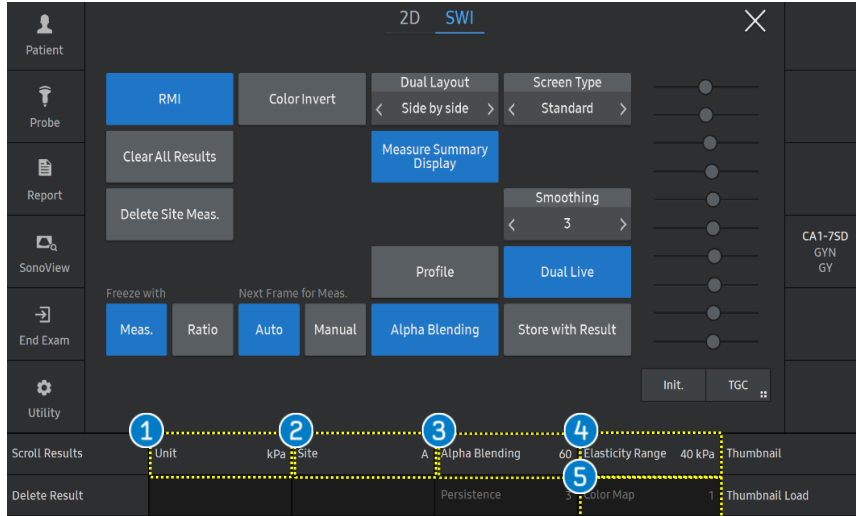 2D SWI
Patient
Probe
Report
SonoView
End Exam
Utility
RMI
Color Invert
Dual Layout
< Side by side >
Screen Type
< Standard >
Clear All Results
Measure Summary
Display
Delete Site Meas.
Smoothing
< 3 >
Profile
Dual Live
Freeze with
Meas. Ratio
Next Frame for Meas.
Auto Manual
Alpha Blending
Store with Result
Init. TGC
CA1-7SD
GYN
GY
1 2 3 4
Scroll Results Unit kPa Site A Alpha Blending 60 Elasticity Range 40 kPa Thumbnail
5
Delete Result Persistence 3 Color Map 1 Thumbnail Load